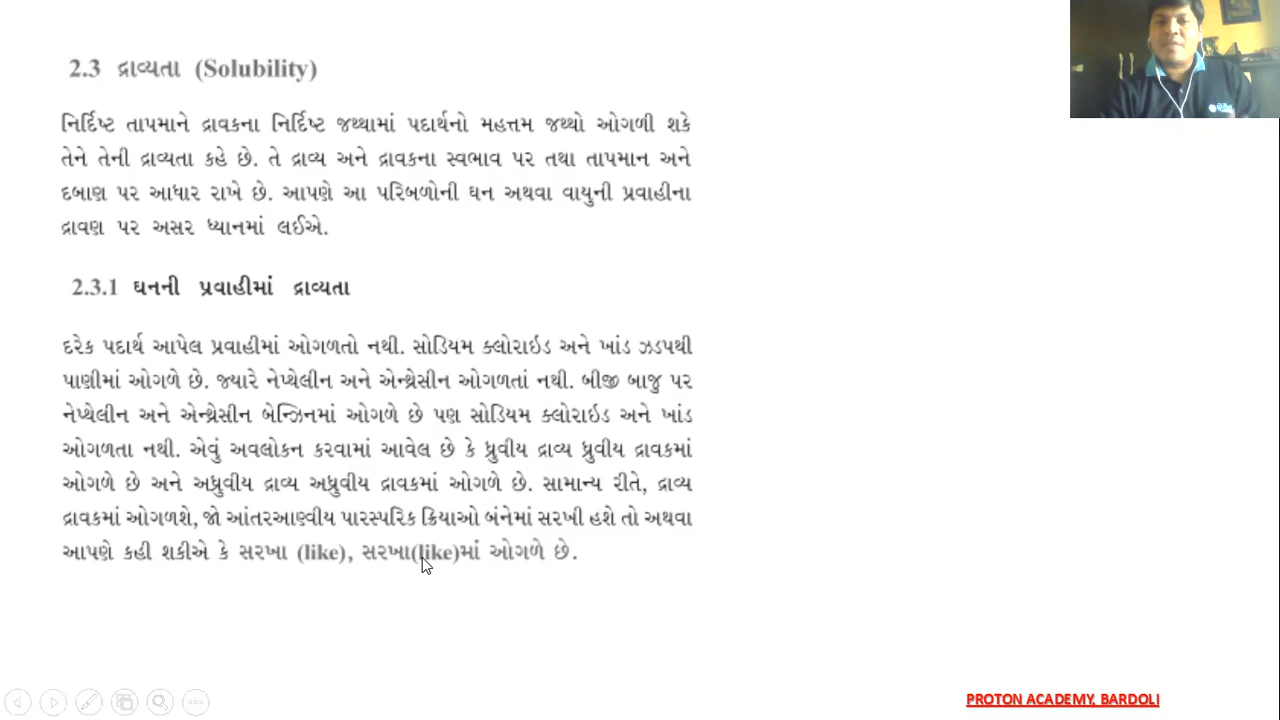 2.3 દ્રાવ્યતા (Solubility)
નિર્દિષ્ટ તાપમાને દ્રાવકના નિર્દિષ્ટ જથ્થામાં પદાર્થનો મહત્તમ જથ્થો ઓગળી શકે
તેને તેની દ્રાવ્યતા કહે છે. તે દ્રાવ્ય અને દ્રાવકના સ્વભાવ પર તથા તાપમાન અને
દબાણ પર આધાર રાખે છે. આપણે આ પરિબળોની ઘન અથવા વાયુની પ્રવાહીના
દ્રાવણ પર અસર ધ્યાનમાં લઈએ.
2.3.1 ઘનની પ્રવાહીમાં દ્રાવ્યતા
દરેક પદાર્થ આપેલ પ્રવાહીમાં ઓગળતો નથી. સોડિયમ ક્લોરાઇડ અને ખાંડ ઝડપથી
પાણીમાં ઓગળે છે. જ્યારે નેપ્થેલીન અને એન્થ્રેસીન ઓગળતાં નથી. બીજી બાજુ પર
નેપ્થેલીન અને એન્થ્રેસીન બેન્ઝિનમાં ઓગળે છે પણ સોડિયમ ક્લોરાઇડ અને ખાંડ
ઓગળતા નથી. એવું અવલોકન કરવામાં આવેલ છે કે ધ્રુવીય દ્રાવ્ય ધ્રુવીય દ્રાવકમાં
ઓગળે છે અને અધ્રુવીય દ્રાવ્ય અધ્રુવીય દ્રાવકમાં ઓગળે છે. સામાન્ય રીતે, દ્રાવ્ય
દ્રાવકમાં ઓગળશે, જો આંતરઆણ્વીય પારસ્પરિક ક્રિયાઓ બંનેમાં સરખી હશે તો અથવા
આપણે કહી શકીએ કે સરખા (like), સરખા(like)માં ઓગળે છે.
PROTON ACADEMY, BARDOLI